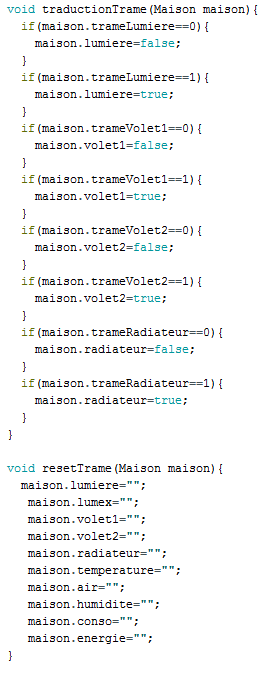 void traductionTrame(Maison maison){
  if(maison.trameLumiere==0){
    maison.lumiere=false;
  }
  if(maison.trameLumiere==1){
    maison.lumiere=true;
  }
  if(maison.trameVolet1==0){
    maison.volet1=false;
  }
  if(maison.trameVolet1==1){
    maison.volet1=true;
  }
  if(maison.trameVolet2==0){
    maison.volet2=false;
  }
  if(maison.trameVolet2==1){
    maison.volet2=true;
  }
  if(maison.trameRadiateur==0){
    maison.radiateur=false;
  }
  if(maison.trameRadiateur==1){
    maison.radiateur=true;
  }
}

void resetTrame(Maison maison){
  maison.lumiere="";
   maison.lumex="";
   maison.volet1="";
   maison.volet2="";
   maison.radiateur="";
   maison.temperature="";
   maison.air="";
   maison.humidite="";
   maison.conso="";
   maison.energie="";
}